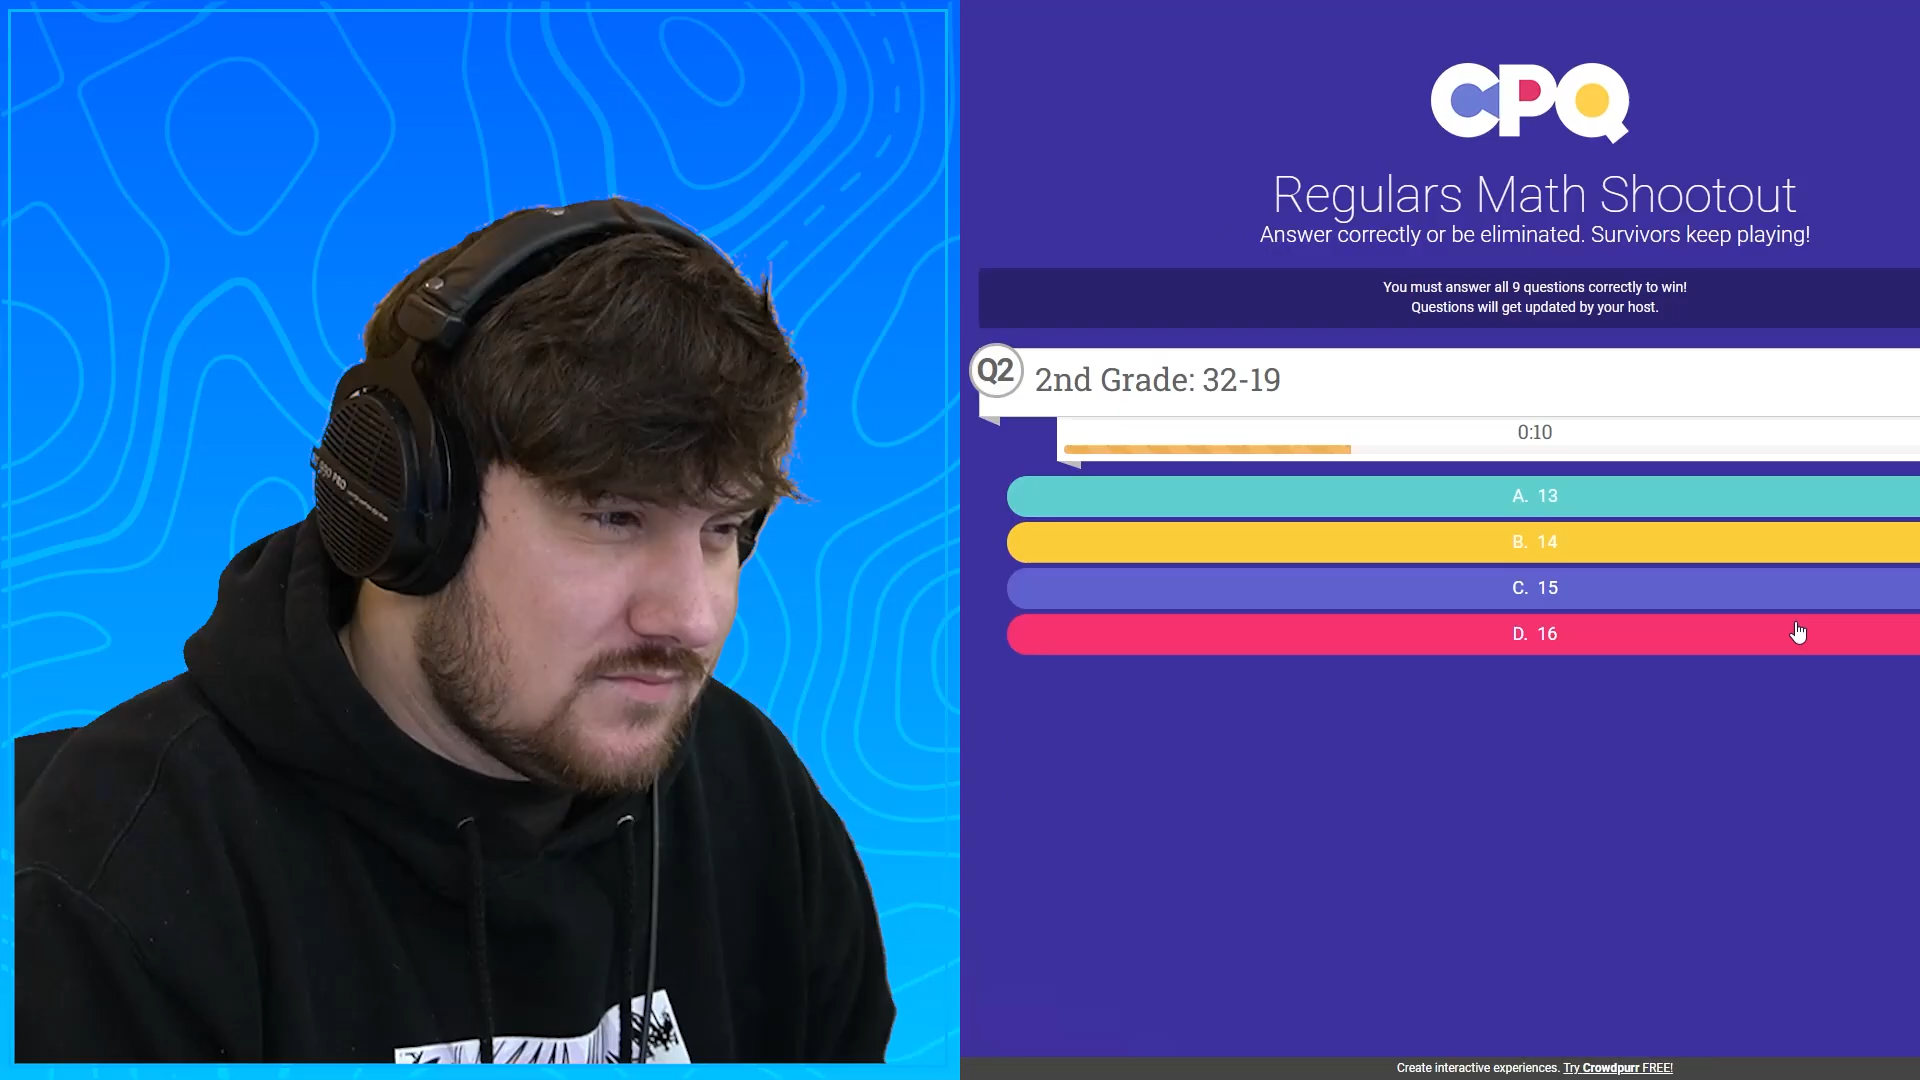 CPQ
Regulars Math Shootout
Answer correctly or be eliminated. Survivors keep playing!
You must answer all 9 questions correctly to win!
Questions will get updated by your host.
Q2
2nd Grade: 32-19
0:10
A. 13
B. 14
C. 15
D. 16
Create interactive experiences. Try Crowdpurr FREE!